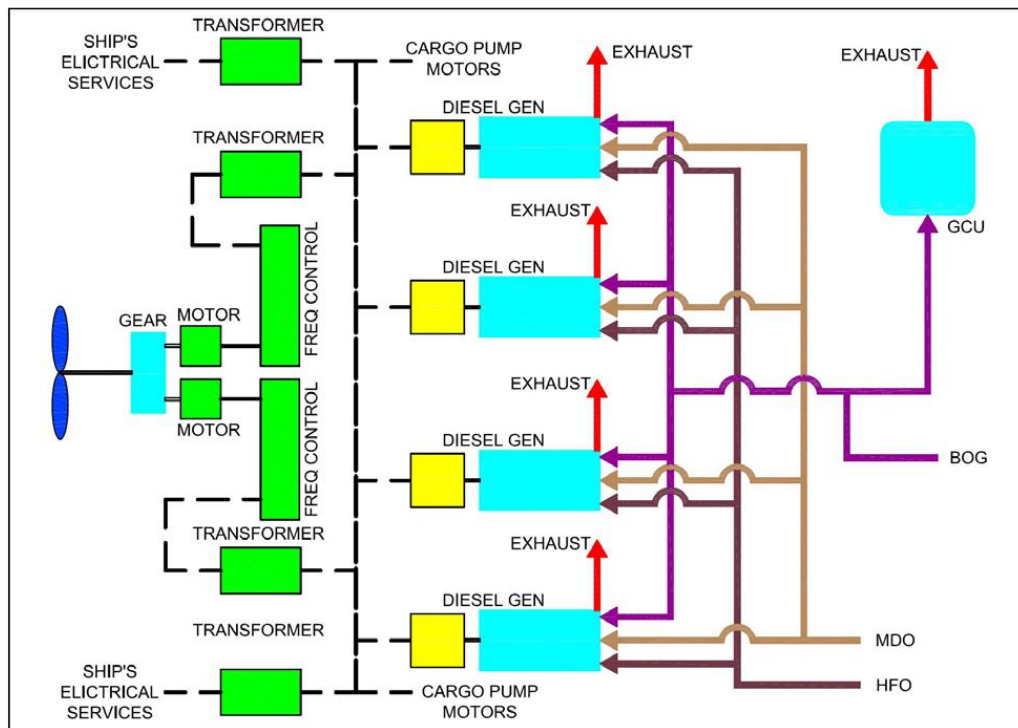 TRANSFORMER
SHIP'S
ELICTRICAL
SERVICES
CARGO PUMP
MOTORS
EXHAUST
EXHAUST
DIESEL GEN
TRANSFORMER
EXHAUST
GCU
DIESEL GEN
FREQ CONTROL
GEAR
MOTOR
EXHAUST
MOTOR
FREQ CONTROL
DIESEL GEN
BOG
TRANSFORMER
EXHAUST
DIESEL GEN
TRANSFORMER
MDO
SHIP'S
ELICTRICAL
SERVICES
CARGO PUMP
MOTORS
HFO